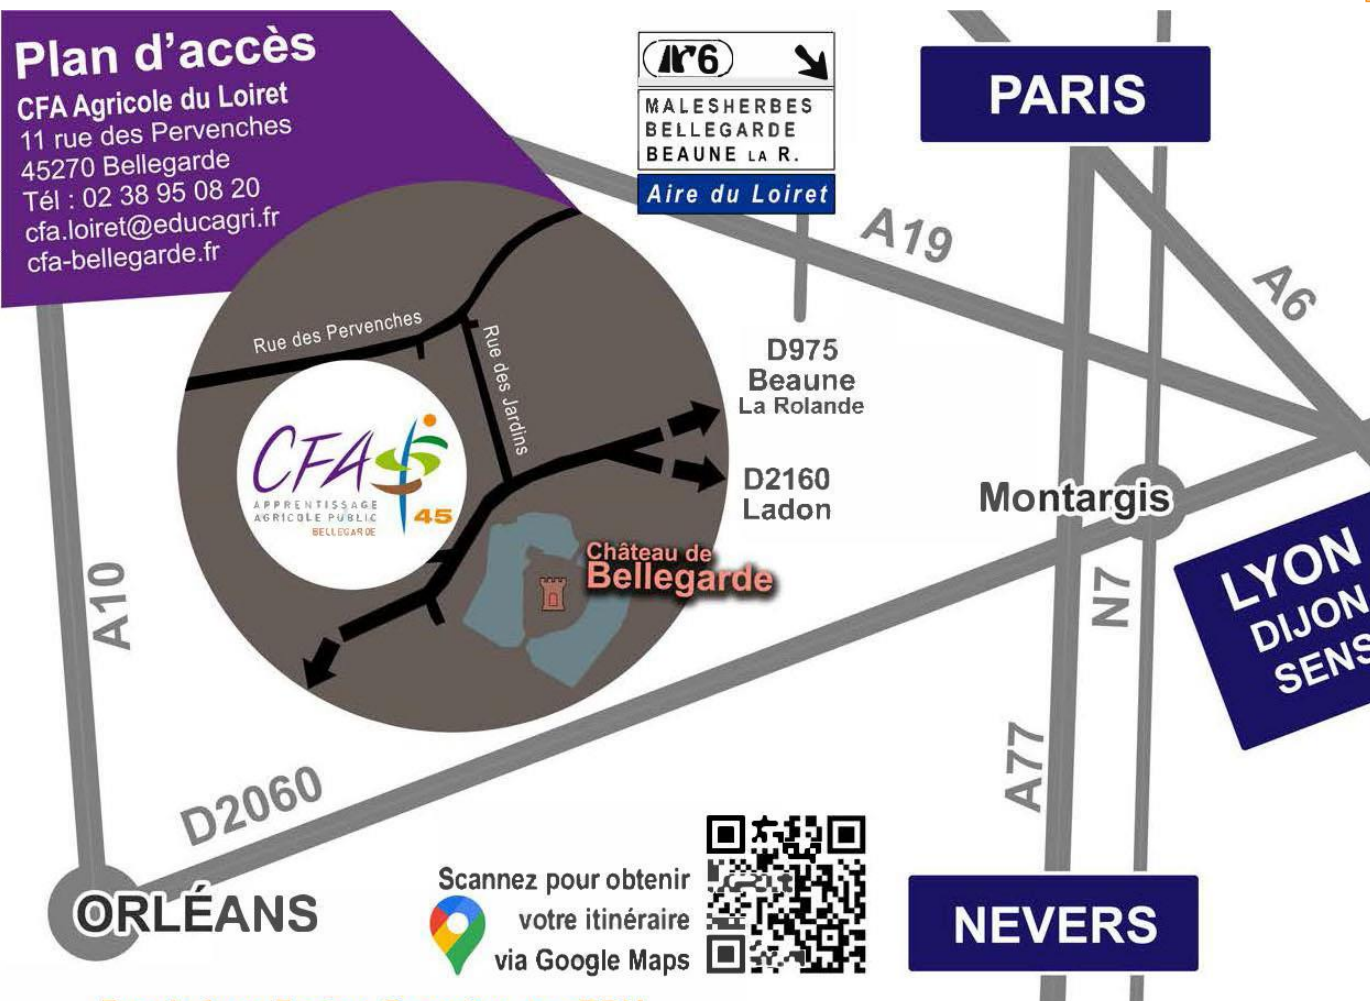 Plan d'accès
CFA Agricole du Loiret
11 rue des Pervenches
45270 Bellegarde
Tél : 02 38 95 08 20
cfa.loiret@educagri.fr
cfa-bellegarde.fr
6
MALESHERBES
BELLEGARDE
BEAUNE LA R.
Aire du Loiret
PARIS
A19
A6
Rue des Pervenches
Rue des Jardins
D975
Beaune
La Rolande
CFA
APPRENTISSAGE
AGRICOLE PUBLIC
BELLEGARDE
45
D2160
Ladon
Montargis
Château de
Bellegarde
LYON
DIJON
SENS
A10
N7
A77
D2060
ORLÉANS
Scannez pour obtenir
votre itinéraire
via Google Maps
NEVERS